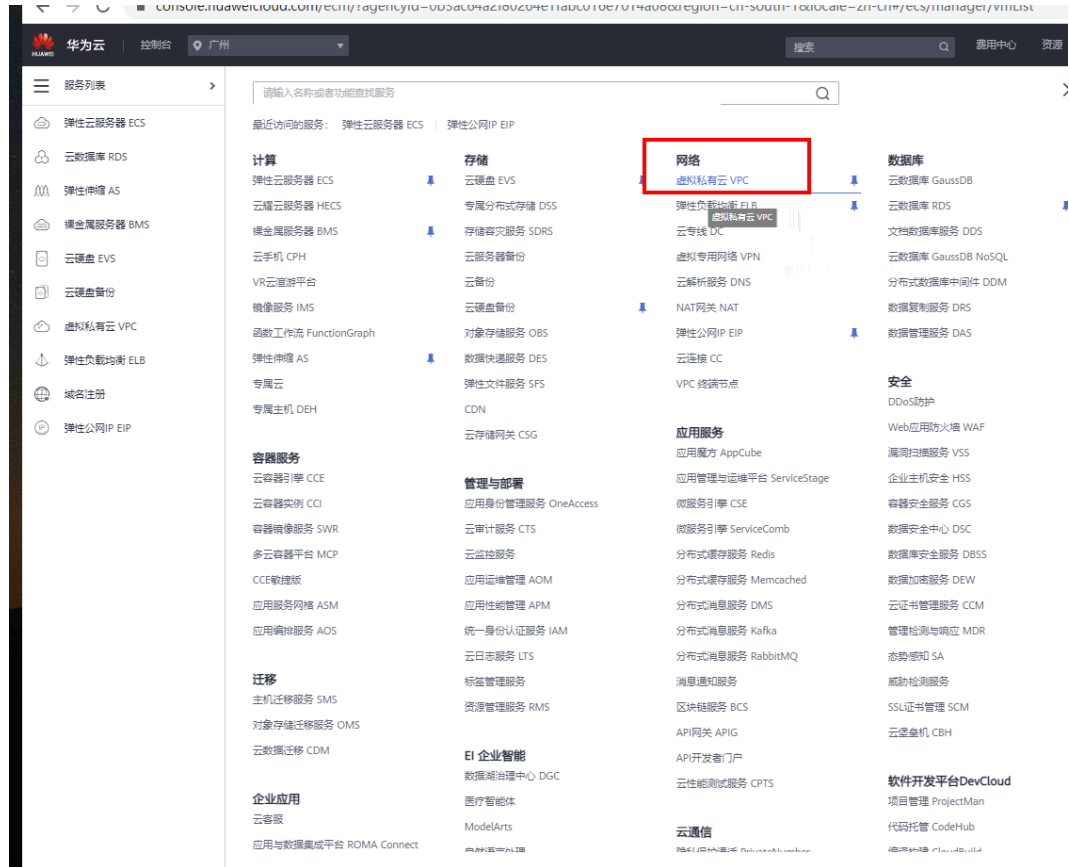 华为云 控制台 广州 搜索 费用中心 资源
HUAWEI
服务列表
弹性云服务器 ECS
云数据库 RDS
弹性伸缩 AS
裸金属服务器 BMS
云硬盘 EVS
云硬盘备份
虚拟私有云 VPC
弹性负载均衡 ELB
域名注册
弹性公网IP EIP
请输入名称或者功能查找服务
最近访问的服务： 弹性云服务器 ECS | 弹性公网IP EIP
计算
弹性云服务器 ECS
云耀云服务器 HECS
裸金属服务器 BMS
云手机 CPH
VR云渲游平台
镜像服务 IMS
函数工作流 FunctionGraph
弹性伸缩 AS
专属云
专属主机 DEH
容器服务
云容器引擎 CCE
云容器实例 CCI
容器镜像服务 SWR
多云容器平台 MCP
CCE敏捷版
应用服务网格 ASM
应用编排服务 AOS
迁移
主机迁移服务 SMS
对象存储迁移服务 OMS
云数据迁移 CDM
企业应用
云客服
应用与数据集成平台 ROMA Connect
存储
云硬盘 EVS
专属分布式存储 DSS
存储容灾服务 SDRS
云服务器备份
云备份
云硬盘备份
对象存储服务 OBS
数据快递服务 DES
弹性文件服务 SFS
CDN
云存储网关 CSG
管理与部署
应用身份管理服务 OneAccess
云审计服务 CTS
云监控服务
应用运维管理 AOM
应用性能管理 APM
统一身份认证服务 IAM
云日志服务 LTS
标签管理服务
资源管理服务 RMS
EI 企业智能
数据湖治理中心 DGC
医疗智能体
ModelArts
自然语言处理
网络
虚拟私有云 VPC
弹性负载均衡 ELB
虚拟私有云 VPC
云专线 DC
虚拟专用网络 VPN
云解析服务 DNS
NAT网关 NAT
弹性公网IP EIP
云连接 CC
VPC 终端节点
应用服务
应用魔方 AppCube
应用管理与运维平台 ServiceStage
微服务引擎 CSE
微服务引擎 ServiceComb
分布式缓存服务 Redis
分布式缓存服务 Memcached
分布式消息服务 DMS
分布式消息服务 Kafka
分布式消息服务 RabbitMQ
消息通知服务
区块链服务 BCS
API网关 APIG
API开发者门户
云性能测试服务 CPTS
云通信
隐私保护通话 PrivateNumber
数据库
云数据库 GaussDB
云数据库 RDS
文档数据库服务 DDS
云数据库 GaussDB NoSQL
分布式数据库中间件 DDM
数据复制服务 DRS
数据管理服务 DAS
安全
DDoS防护
Web应用防火墙 WAF
漏洞扫描服务 VSS
企业主机安全 HSS
容器安全服务 CGS
数据安全中心 DSC
数据库安全服务 DBSS
数据加密服务 DEW
云证书管理服务 CCM
管理检测与响应 MDR
态势感知 SA
威胁检测服务
SSL证书管理 SCM
云堡垒机 CBH
软件开发平台DevCloud
项目管理 ProjectMan
代码托管 CodeHub
编译构建 CloudBuild